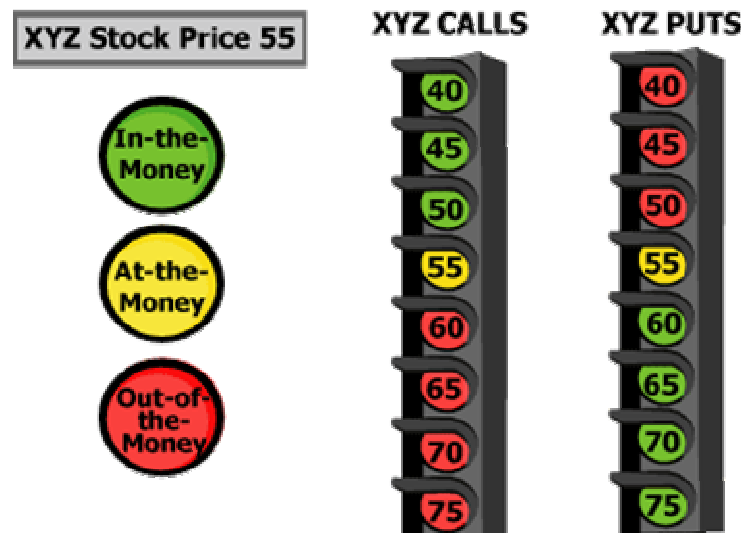 XYZ Stock Price 55
In-the-
Money
At-the-
Money
Out-of-
the-
Money
XYZ CALLS
40
45
50
55
60
65
70
75
XYZ PUTS
40
45
50
55
60
65
70
75